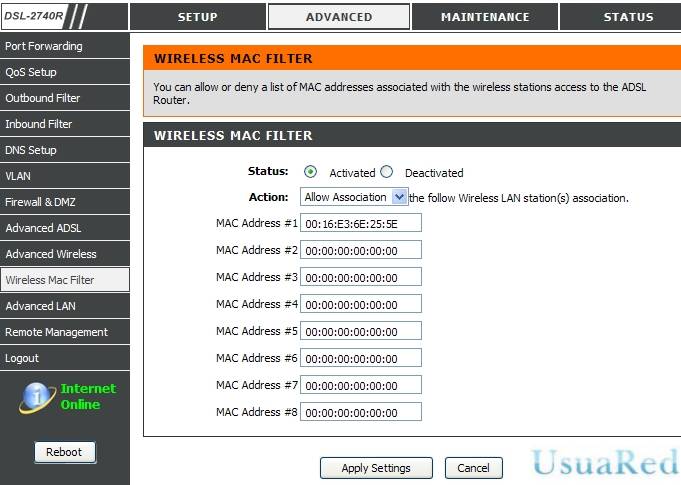 DSL-2740R
SETUP
ADVANCED
MAINTENANCE
STATUS
Port Forwarding
QoS Setup
Outbound Filter
Inbound Filter
DNS Setup
VLAN
Firewall & DMZ
Advanced ADSL
Advanced Wireless
Wireless Mac Filter
Advanced LAN
Remote Management
Logout
Internet
Online
Reboot
WIRELESS MAC FILTER
You can allow or deny a list of MAC addresses associated with the wireless stations access to the ADSL
Router.
WIRELESS MAC FILTER
Status: Activated Deactivated
Action: Allow Association the follow Wireless LAN station(s) association.
MAC Address #1 00:16:E3:6E:25:5E
MAC Address #2 00:00:00:00:00:00
MAC Address #3 00:00:00:00:00:00
MAC Address #4 00:00:00:00:00:00
MAC Address #5 00:00:00:00:00:00
MAC Address #6 00:00:00:00:00:00
MAC Address #7 00:00:00:00:00:00
MAC Address #8 00:00:00:00:00:00
Apply Settings Cancel
UsuaRed